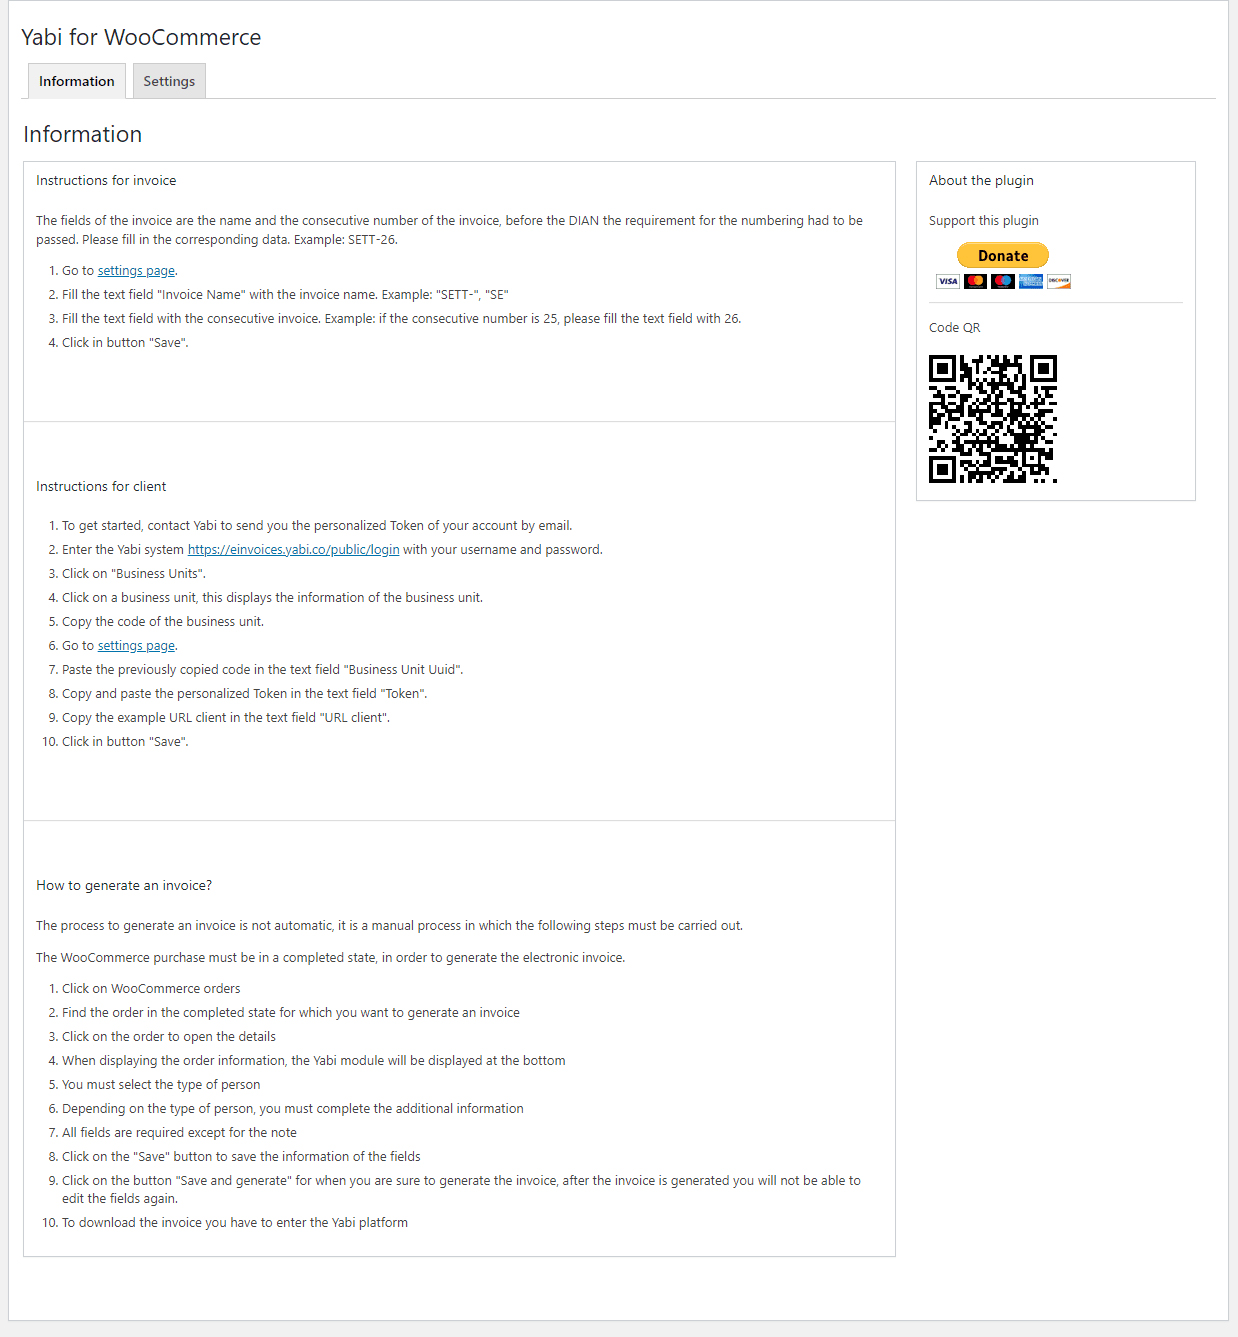 Yabi for WooCommerce
Information
Settings
Information
Instructions for invoice
The fields of the invoice are the name and the consecutive number of the invoice, before the DIAN the requirement for the numbering had to be
passed. Please fill in the corresponding data. Example: SETT-26.
1. Go to settings page.
2. Fill the text field "Invoice Name" with the invoice name. Example: "SETT-", "SE"
3. Fill the text field with the consecutive invoice. Example: if the consecutive number is 25, please fill the text field with 26.
4. Click in button "Save".
Instructions for client
1. To get started, contact Yabi to send you the personalized Token of your account by email.
2. Enter the Yabi system https://einvoices.yabi.co/public/login with your username and password.
3. Click on "Business Units".
4. Click on a business unit, this displays the information of the business unit.
5. Copy the code of the business unit.
6. Go to settings page.
7. Paste the previously copied code in the text field "Business Unit Uuid".
8. Copy and paste the personalized Token in the text field "Token".
9. Copy the example URL client in the text field "URL client".
10. Click in button "Save".
How to generate an invoice?
The process to generate an invoice is not automatic, it is a manual process in which the following steps must be carried out.
The WooCommerce purchase must be in a completed state, in order to generate the electronic invoice.
1. Click on WooCommerce orders
2. Find the order in the completed state for which you want to generate an invoice
3. Click on the order to open the details
4. When displaying the order information, the Yabi module will be displayed at the bottom
5. You must select the type of person
6. Depending on the type of person, you must complete the additional information
7. All fields are required except for the note
8. Click on the "Save" button to save the information of the fields
9. Click on the button "Save and generate" for when you are sure to generate the invoice, after the invoice is generated you will not be able to
edit the fields again.
10. To download the invoice you have to enter the Yabi platform
About the plugin
Support this plugin
Donate
VISA
DISCOVER
Code QR